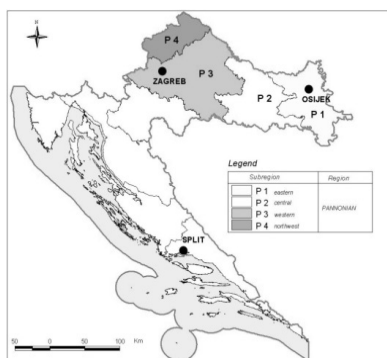 N
P 4
ZAGREB
P 3
P 2
OSIJEK
P 1
Legend
Subregion Region
P 1 eastern
P 2 central
P 3 western
P 4 northwest
PANNONIAN
SPLIT
50 0 50 100
Km